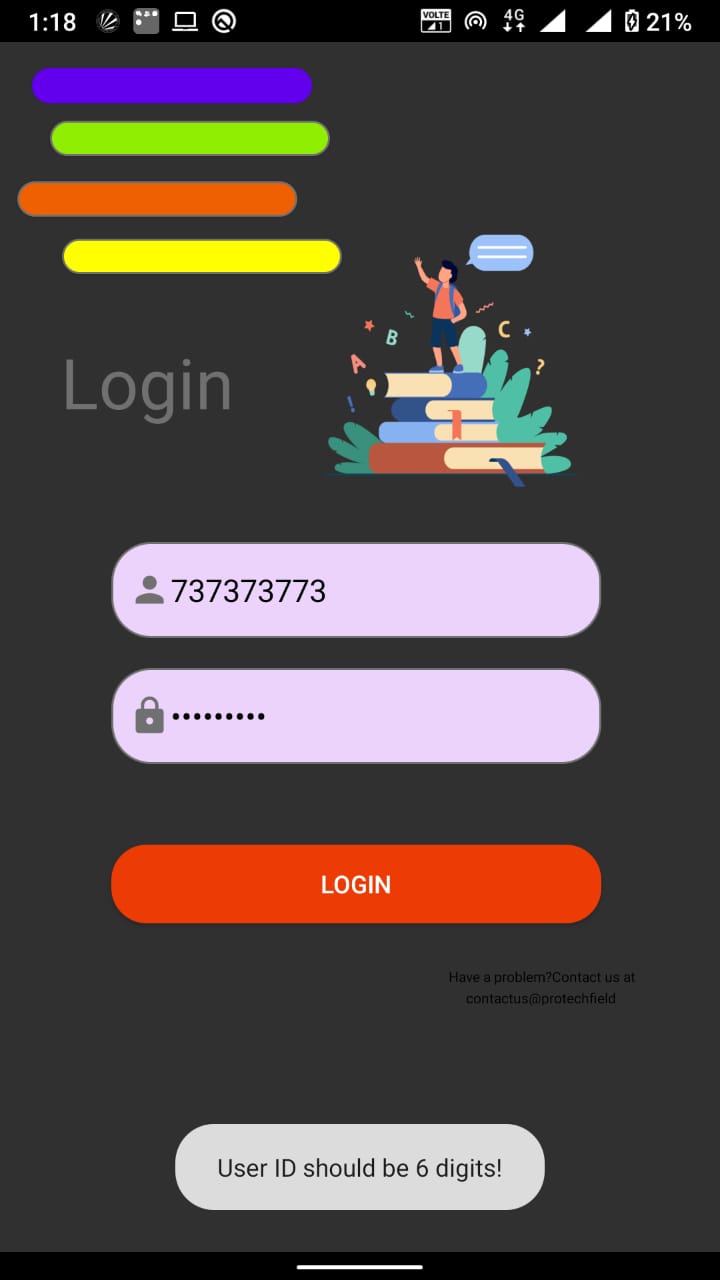 1:18 VOLTE 1 4G 21%
B
C
A
?
!
Login
737373773
•••••••••
LOGIN
Have a problem?Contact us at
contactus@protechfield
User ID should be 6 digits!